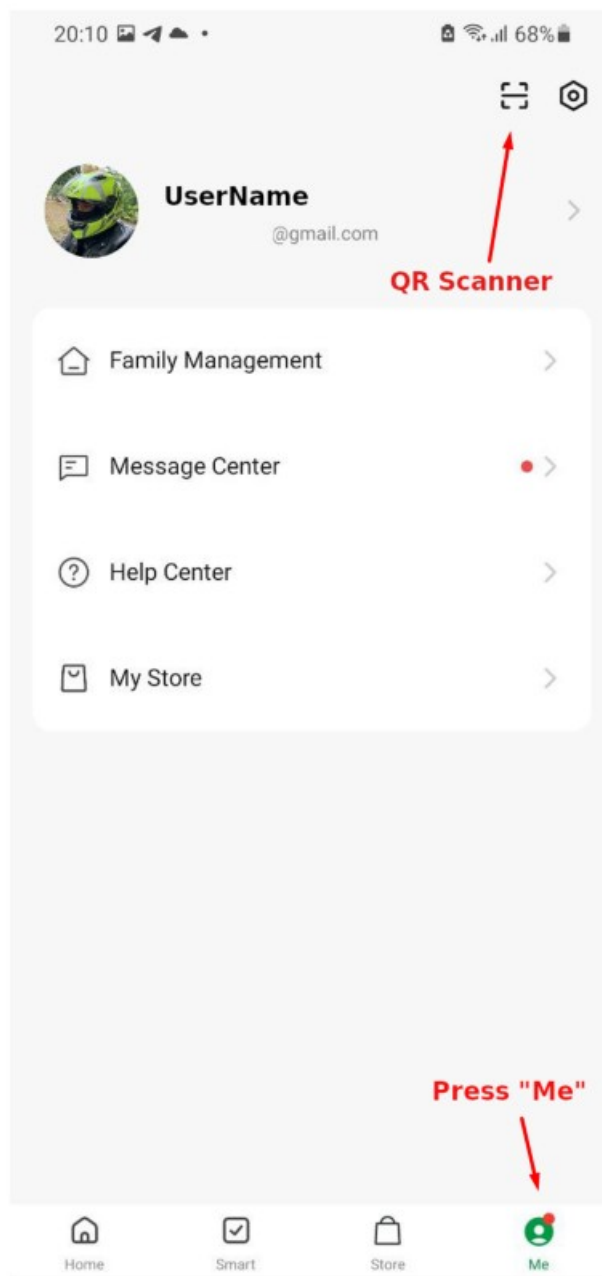 20:10 68%
UserName
@gmail.com
QR Scanner
Family Management
Message Center
Help Center
My Store
Press "Me"
Home Smart Store Me